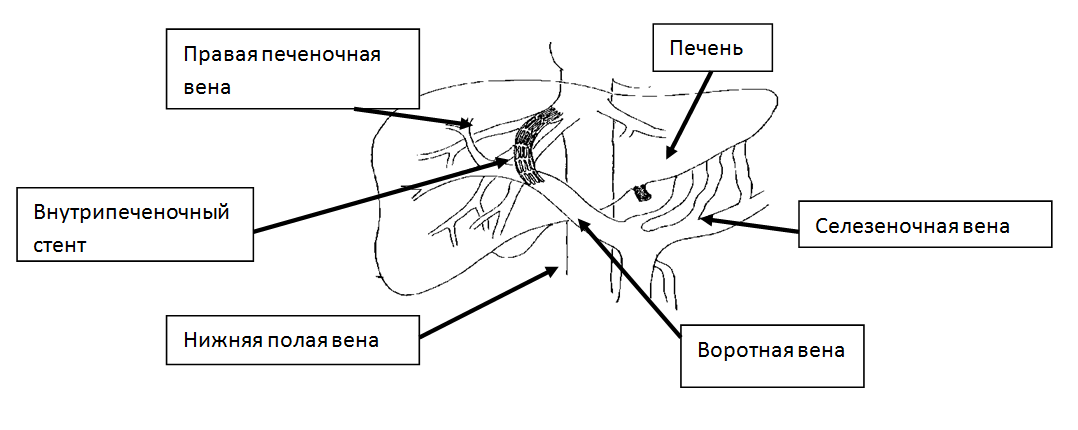 Правая печеночная
вена
Печень
Внутрипеченочный
стент
Селезеночная вена
Нижняя полая вена
Воротная вена